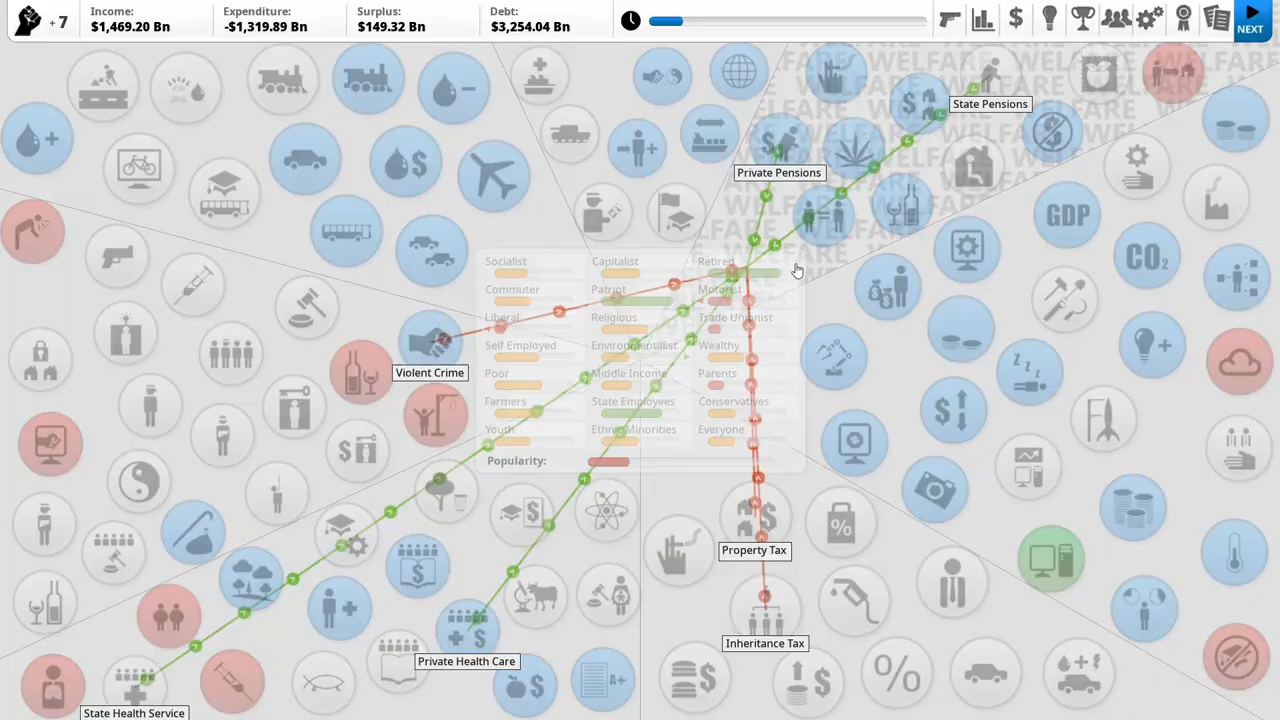 + 7
Income:
$1,469.20 Bn
Expenditure:
-$1,319.89 Bn
Surplus:
$149.32 Bn
Debt:
$3,254.04 Bn
NEXT
WELFARE
State Pensions
Private Pensions
GDP
CO2
Socialist Capitalist Retired
Commuter Patriot Motorist
Liberal Religious Trade Unionist
Self Employed Environmentalist Wealthy
Poor Middle Income Parents
Farmers State Employees Conservatives
Youth Ethnic Minorities Everyone
Popularity:
Violent Crime
Property Tax
Inheritance Tax
Private Health Care
A+
State Health Service